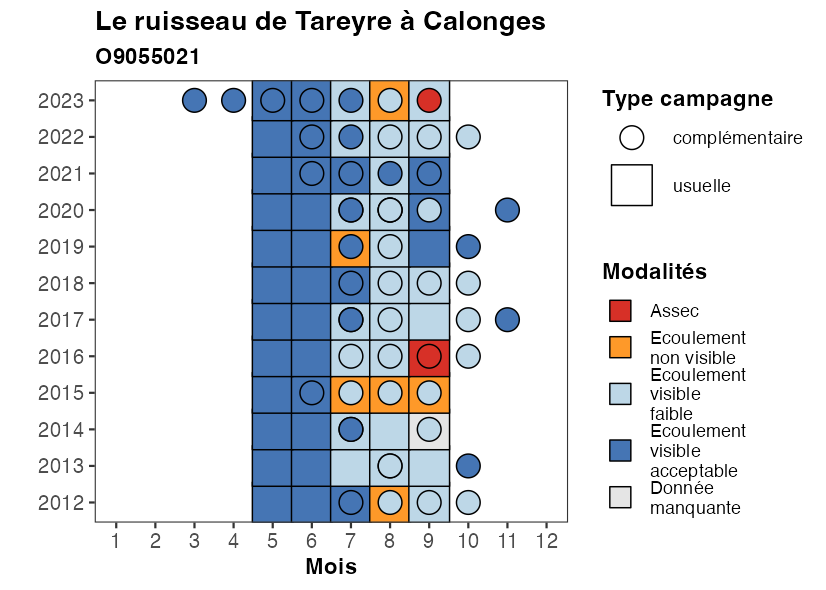 Le ruisseau de Tareyre à Calonges
O9055021
2023
2022
2021
2020
2019
2018
2017
2016
2015
2014
2013
2012
1 2 3 4 5 6 7 8 9 10 11 12
Mois
Type campagne
complémentaire
usuelle
Modalités
Assec
Ecoulement
non visible
Ecoulement
visible
faible
Ecoulement
visible
acceptable
Donnée
manquante